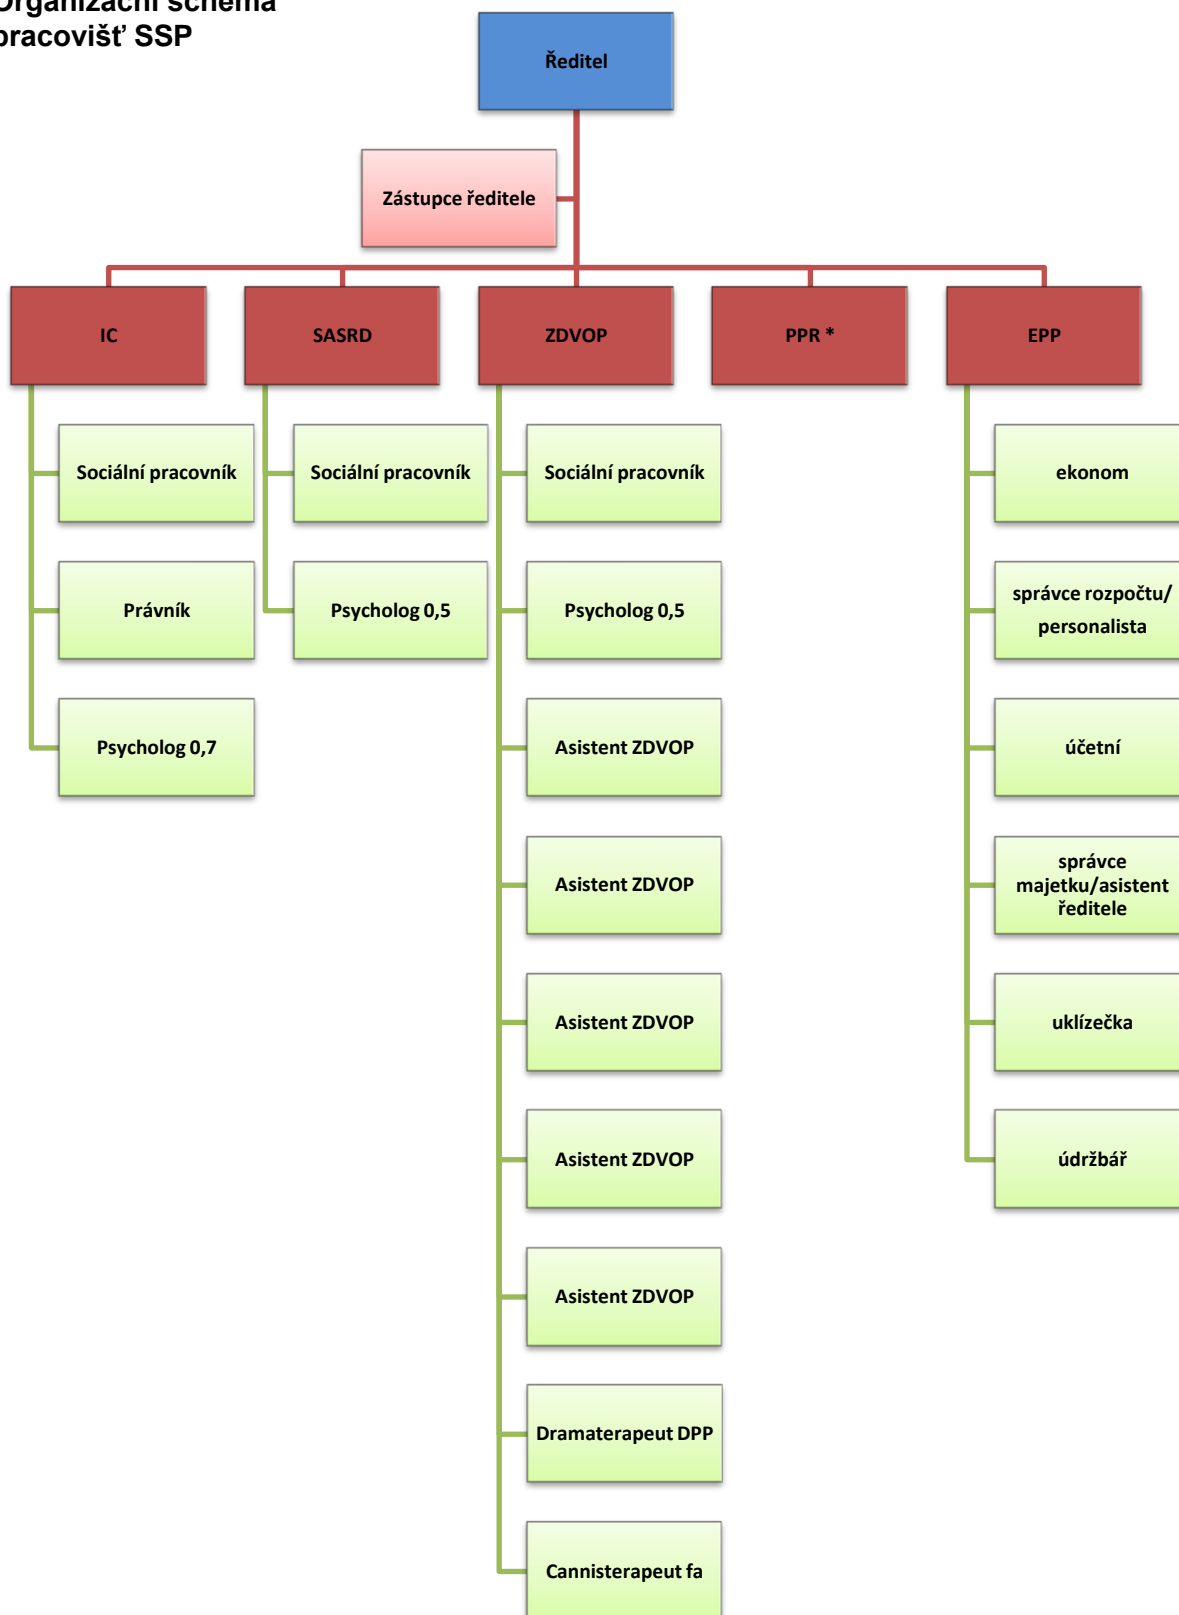 Organizační schéma
pracovišť SSP
Ředitel
Zástupce ředitele
IC
SASRD
ZDVOP
PPR *
EPP
Sociální pracovník
Sociální pracovník
Sociální pracovník
ekonom
Právník
Psycholog 0,5
Psycholog 0,5
správce rozpočtu/
personalista
Psycholog 0,7
Asistent ZDVOP
účetní
Asistent ZDVOP
správce
majetku/asistent
ředitele
Asistent ZDVOP
uklízečka
Asistent ZDVOP
údržbář
Asistent ZDVOP
Dramaterapeut DPP
Cannisterapeut fa